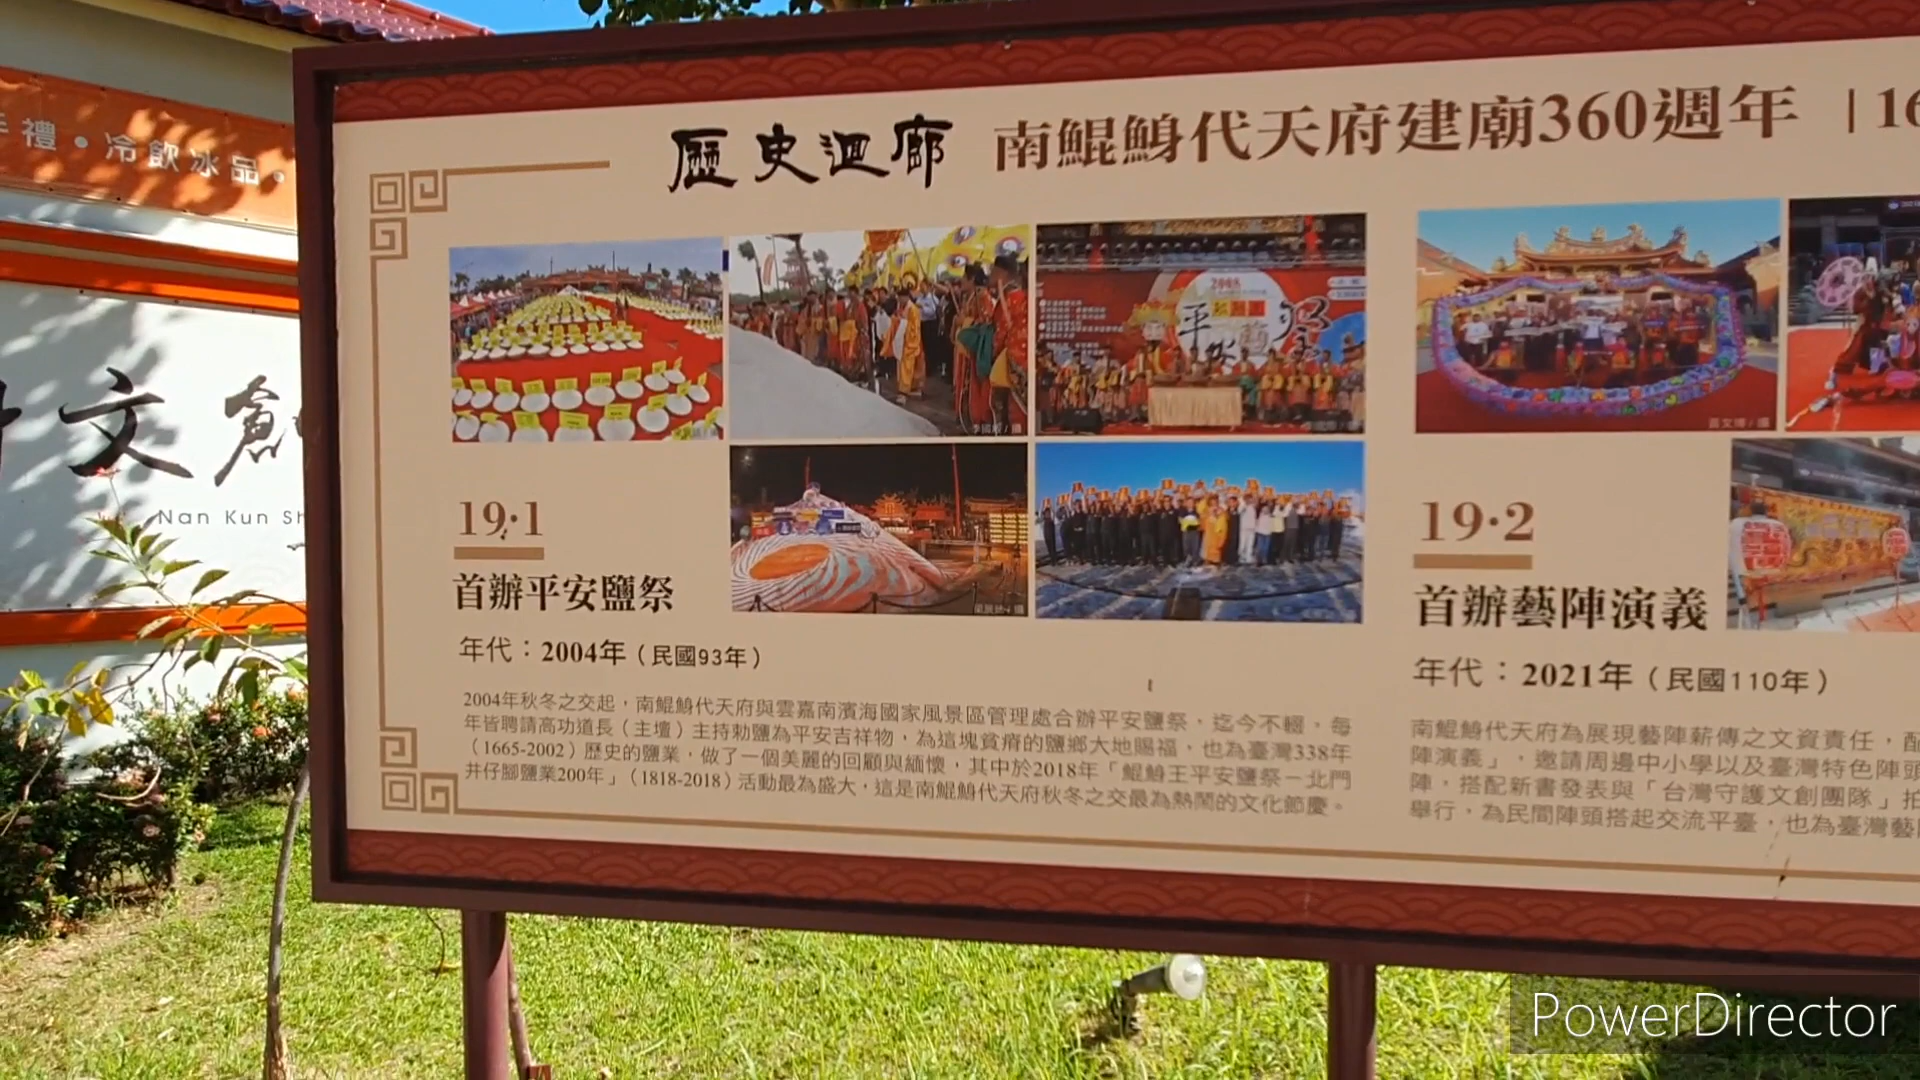 手禮•冷飲冰品•
文創
Nan Kun Sh
歷史迴廊 南鯤鯓代天府建廟360週年 | 16
19·1
首辦平安鹽祭
年代：2004年（民國93年）
2004年秋冬之交起，南鯤鯓代天府與雲嘉南濱海國家風景區管理處合辦平安鹽祭，迄今不輟，每
年皆聘請高功道長（主壇）主持勅鹽為平安吉祥物，為這塊貧瘠的鹽鄉大地賜福，也為臺灣338年
（1665-2002）歷史的鹽業，做了一個美麗的回顧與緬懷，其中於2018年「鯤鯓王平安鹽祭－北門
井仔腳鹽業200年」（1818-2018）活動最為盛大，這是南鯤鯓代天府秋冬之交最為熱鬧的文化節慶。
19·2
首辦藝陣演義
年代：2021年（民國110年）
南鯤鯓代天府為展現藝陣薪傳之文資責任，配
陣演義」，邀請周邊中小學以及臺灣特色陣頭
陣，搭配新書發表與「台灣守護文創團隊」拍
舉行，為民間陣頭搭起交流平臺，也為臺灣藝
PowerDirector